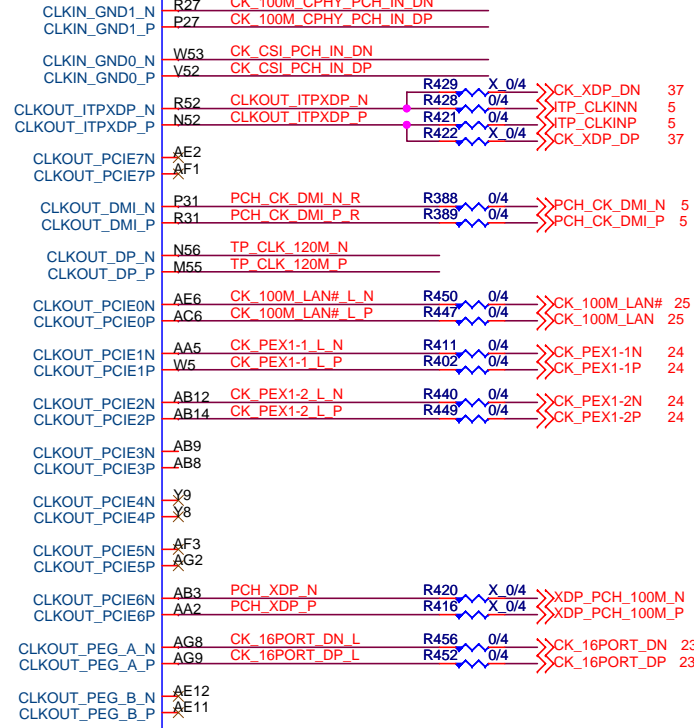 CLKIN_GND1_N R27 CK_100M_CPHY_PCH_IN_DN
CLKIN_GND1_P P27 CK_100M_CPHY_PCH_IN_DP
CLKIN_GND0_N W53 CK_CSI_PCH_IN_DN
CLKIN_GND0_P V52 CK_CSI_PCH_IN_DP
R429 X_0/4 CK_XDP_DN 37
CLKOUT_ITPXDP_N R52 CLKOUT_ITPXDP_N R428 0/4 ITP_CLKINN 5
CLKOUT_ITPXDP_P N52 CLKOUT_ITPXDP_P R421 0/4 ITP_CLKINP 5
R422 X_0/4 CK_XDP_DP 37
CLKOUT_PCIE7N AE2
CLKOUT_PCIE7P AF1
CLKOUT_DMI_N P31 PCH_CK_DMI_N_R R388 0/4 PCH_CK_DMI_N 5
CLKOUT_DMI_P R31 PCH_CK_DMI_P_R R389 0/4 PCH_CK_DMI_P 5
CLKOUT_DP_N N56 TP_CLK_120M_N
CLKOUT_DP_P M55 TP_CLK_120M_P
CLKOUT_PCIE0N AE6 CK_100M_LAN#_L_N R450 0/4 CK_100M_LAN# 25
CLKOUT_PCIE0P AC6 CK_100M_LAN#_L_P R447 0/4 CK_100M_LAN 25
CLKOUT_PCIE1N AA5 CK_PEX1-1_L_N R411 0/4 CK_PEX1-1N 24
CLKOUT_PCIE1P W5 CK_PEX1-1_L_P R402 0/4 CK_PEX1-1P 24
CLKOUT_PCIE2N AB12 CK_PEX1-2_L_N R440 0/4 CK_PEX1-2N 24
CLKOUT_PCIE2P AB14 CK_PEX1-2_L_P R449 0/4 CK_PEX1-2P 24
CLKOUT_PCIE3N AB9
CLKOUT_PCIE3P AB8
CLKOUT_PCIE4N Y9
CLKOUT_PCIE4P Y8
CLKOUT_PCIE5N AF3
CLKOUT_PCIE5P AG2
CLKOUT_PCIE6N AB3 PCH_XDP_N R420 X_0/4 XDP_PCH_100M_N
CLKOUT_PCIE6P AA2 PCH_XDP_P R416 X_0/4 XDP_PCH_100M_P
CLKOUT_PEG_A_N AG8 CK_16PORT_DN_L R456 0/4 CK_16PORT_DN 23
CLKOUT_PEG_A_P AG9 CK_16PORT_DP_L R452 0/4 CK_16PORT_DP 23
CLKOUT_PEG_B_N AE12
CLKOUT_PEG_B_P AE11